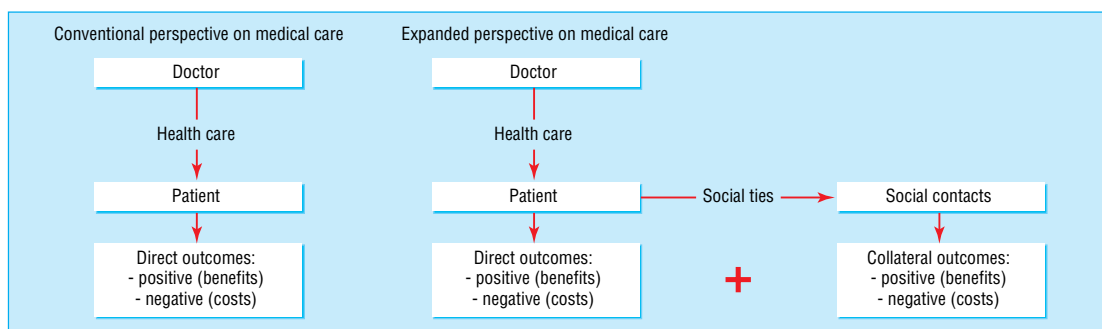 Conventional perspective on medical care
Doctor
Health care
Patient
Direct outcomes:
- positive (benefits)
- negative (costs)
Expanded perspective on medical care
Doctor
Health care
Patient
Social ties
Social contacts
Direct outcomes:
- positive (benefits)
- negative (costs)
+
Collateral outcomes:
- positive (benefits)
- negative (costs)